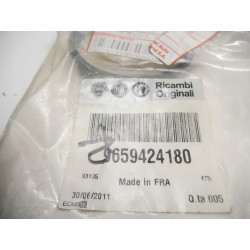 Ricambi
Originali
9659424180
Made in FRA
30/06/2011
Q.ta 005